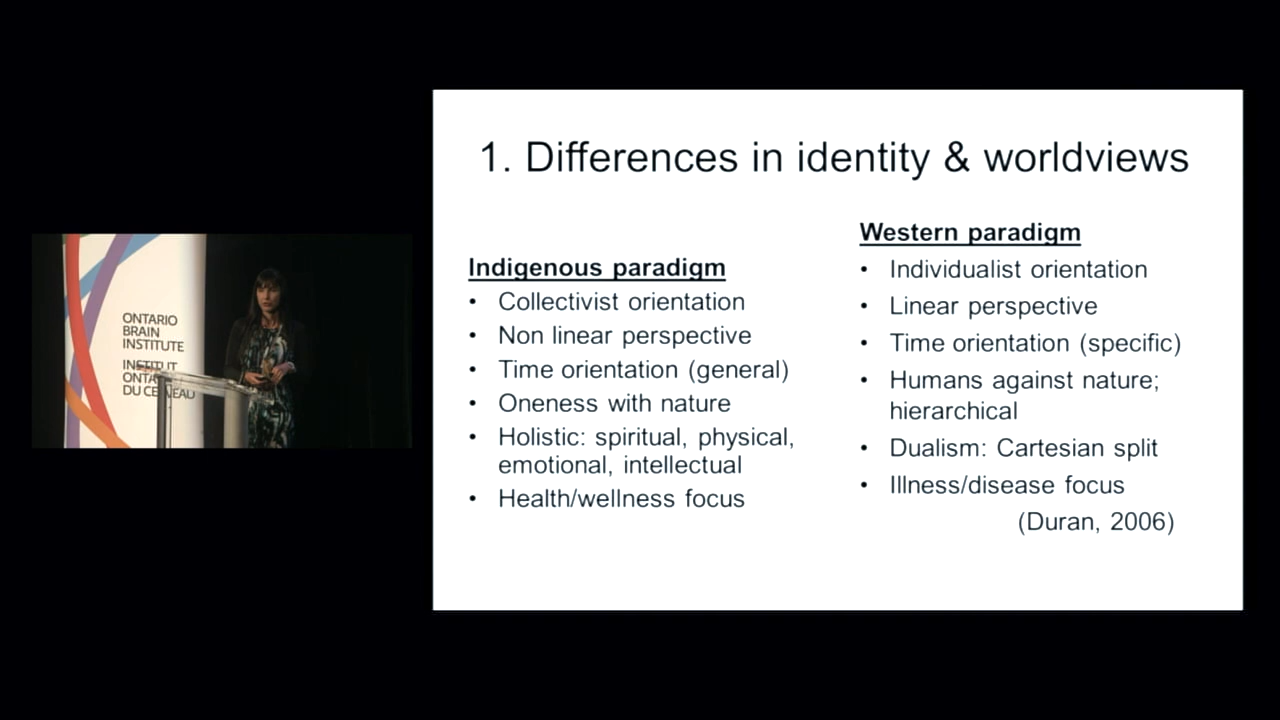 ONTARIO
BRAIN
INSTITUTE
INSTITUT
DU
1. Differences in identity & worldviews
Indigenous paradigm
• Collectivist orientation
• Non linear perspective
• Time orientation (general)
• Oneness with nature
• Holistic: spiritual, physical,
emotional, intellectual
• Health/wellness focus
Western paradigm
• Individualist orientation
• Linear perspective
• Time orientation (specific)
• Humans against nature;
hierarchical
• Dualism: Cartesian split
• Illness/disease focus
(Duran, 2006)